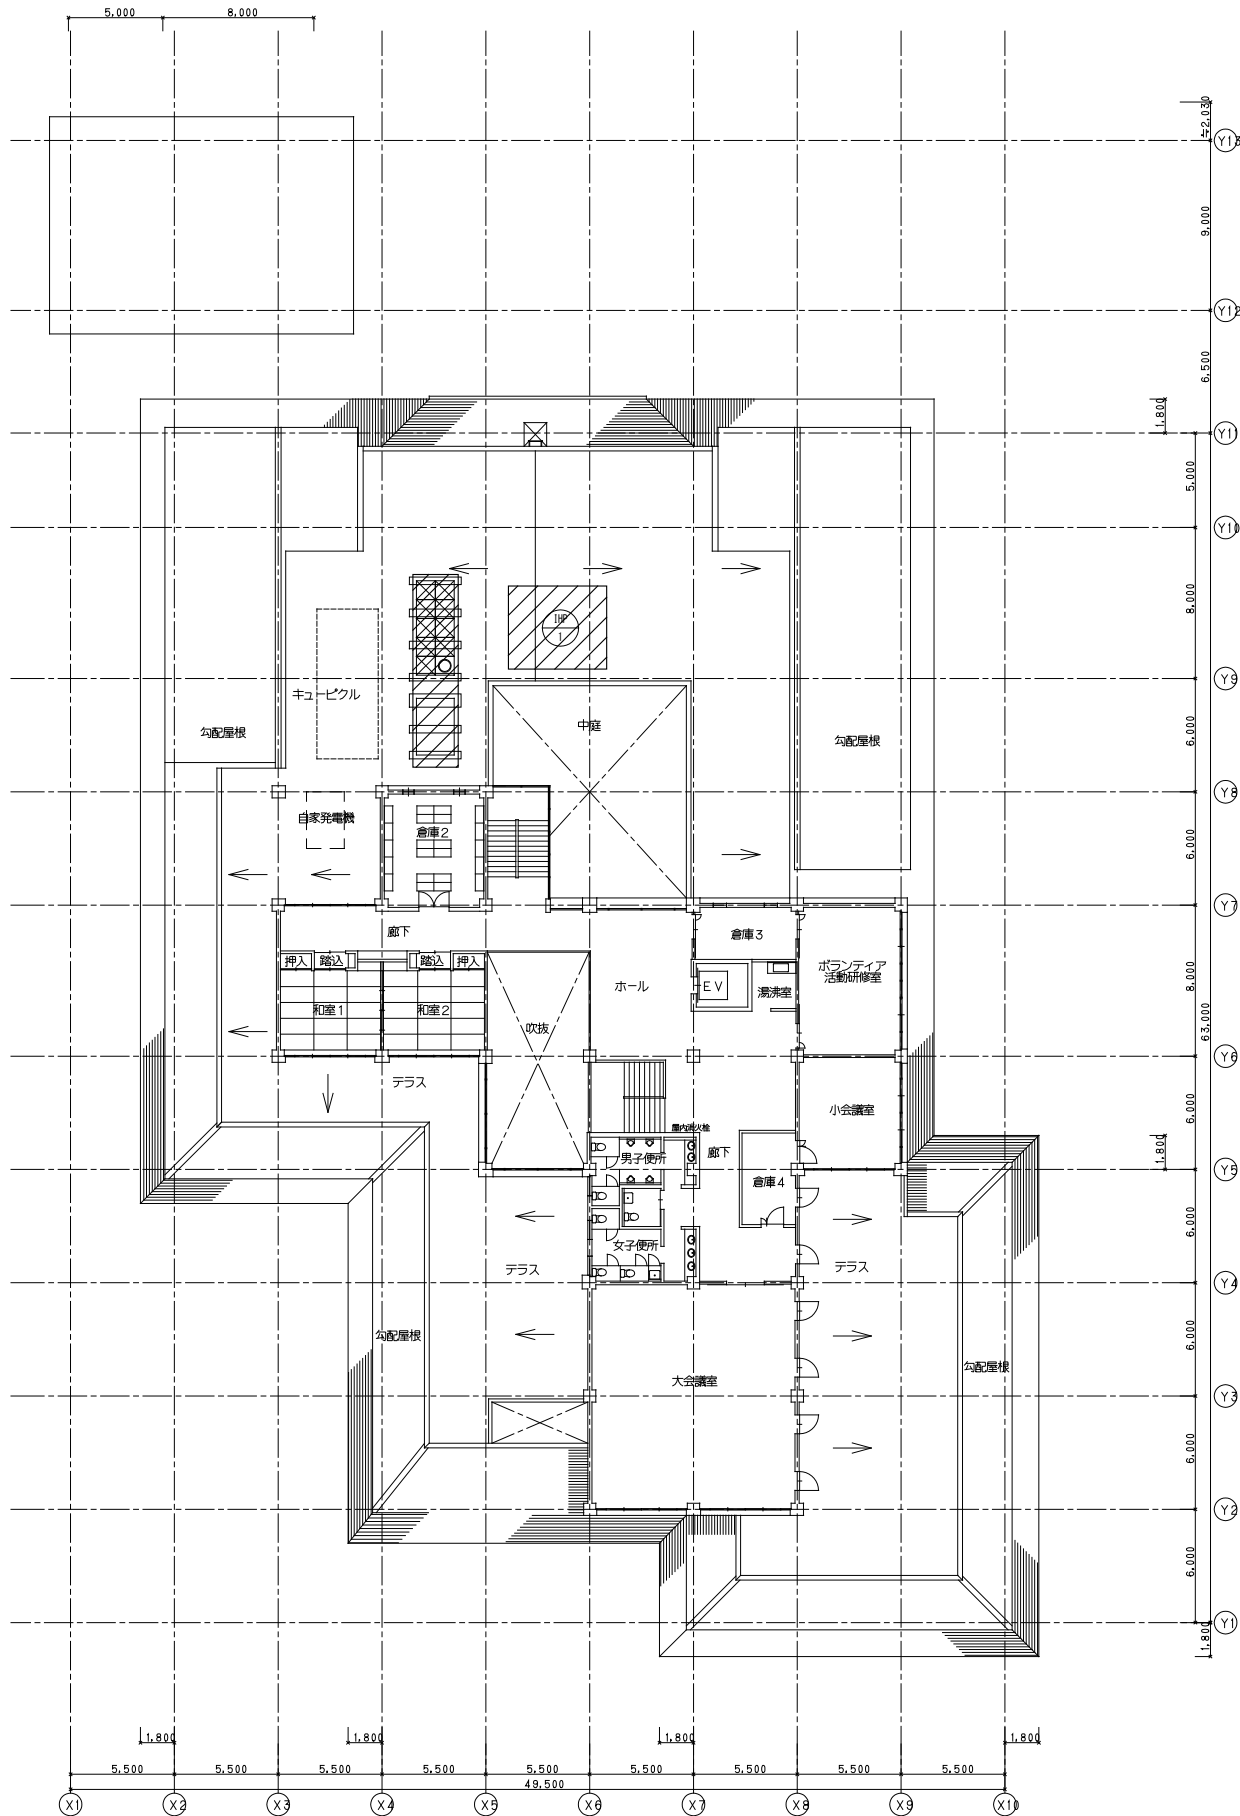 5,000
8,000
≒2,030
Y13
9,000
Y12
6,500
1,800
Y11
5,000
Y10
8,000
IHP
1
Y9
キュービクル
中庭
勾配屋根
勾配屋根
6,000
Y8
自家発電機
倉庫2
6,000
Y7
廊下
倉庫3
押入
踏込
踏込
押入
ボランティア
活動研修室
ホール
EV
湯沸室
8,000
和室1
和室2
吹抜
63,000
Y6
テラス
小会議室
6,000
屋内消火栓
男子便所
廊下
1,800
Y5
倉庫4
6,000
女子便所
テラス
テラス
Y4
勾配屋根
6,000
勾配屋根
大会議室
Y3
6,000
Y2
6,000
Y1
1,800
1,800
1,800
1,800
1,800
5,500
5,500
5,500
5,500
5,500
5,500
5,500
5,500
5,500
49,500
X1
X2
X3
X4
X5
X6
X7
X8
X9
X10